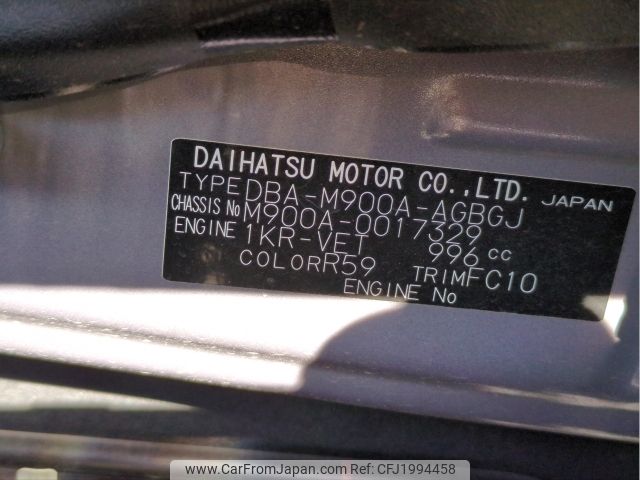 DAIHATSU MOTOR CO.,LTD. JAPAN
TYPE DBA-M900A-AGBGJ
CHASSIS No M900A-0017329
ENGINE 1KR-VET 996 cc
COLOR R59 TRIM FC10
ENGINE No
www.CarFromJapan.com - Ref No CFJ1994458